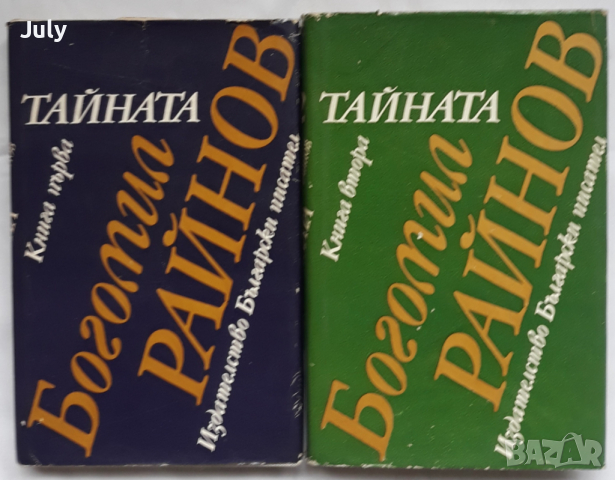 July
ТАЙНАТА
Книга първа
Богомил
РАЙНОВ
Издателство Български писател
ТАЙНАТА
Книга втора
Богомил
РАЙНОВ
Издателство Български писател
BAZAR